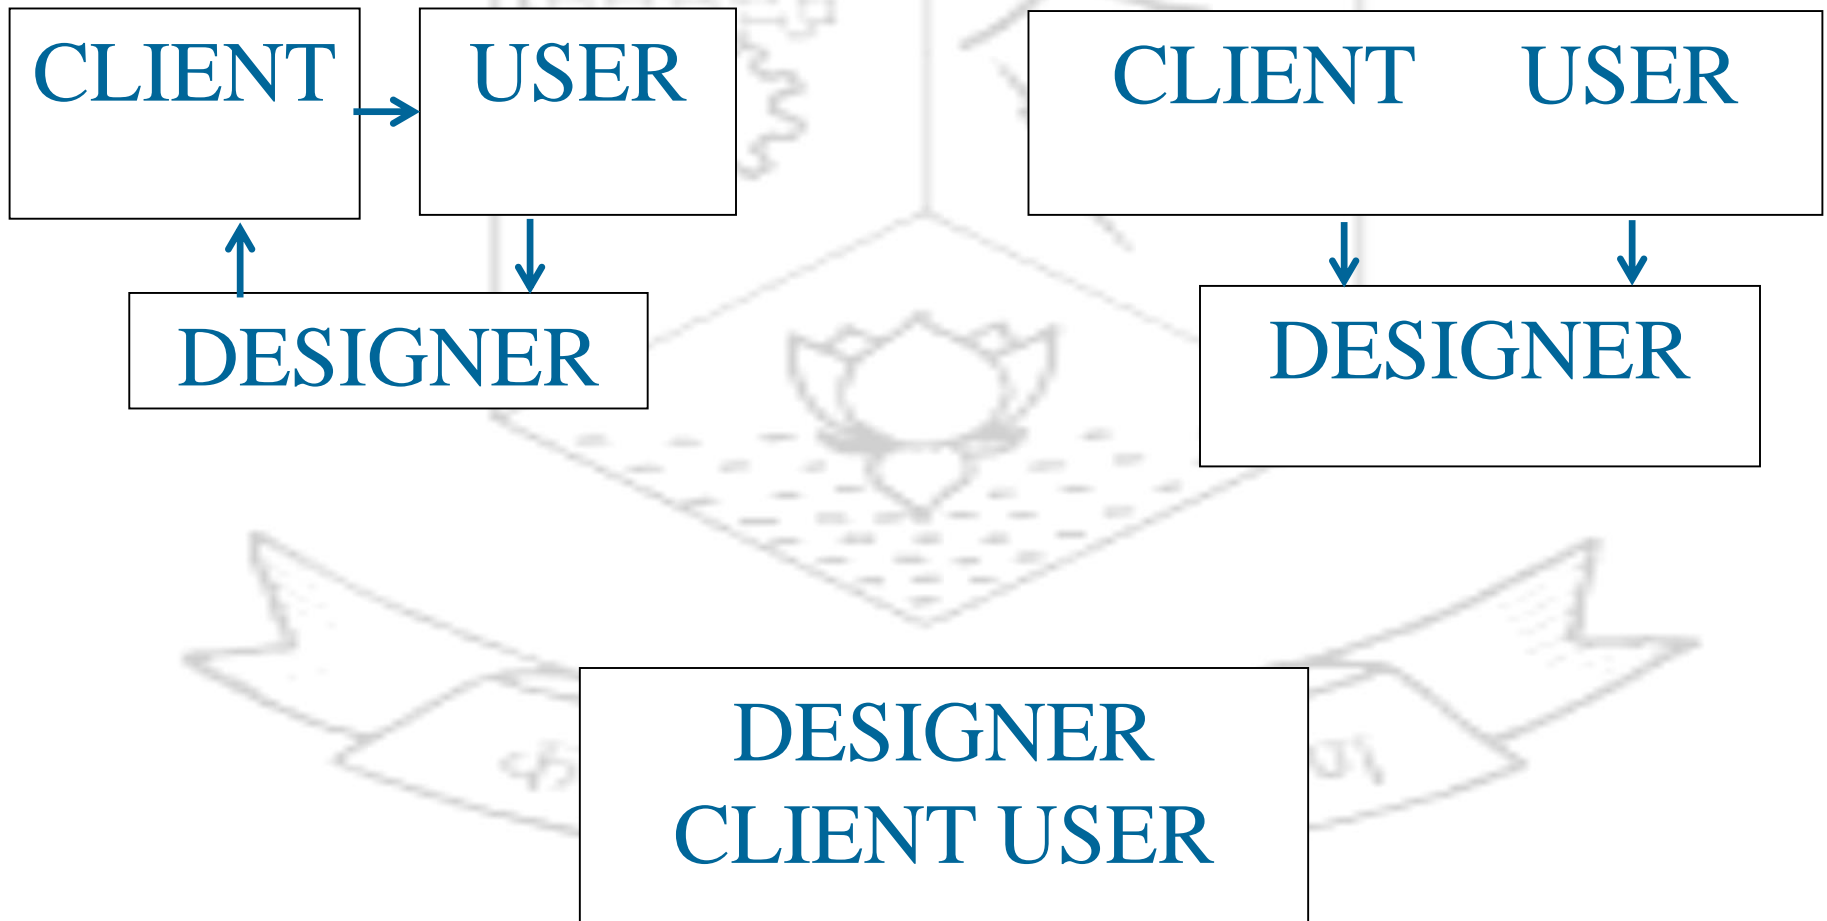 CLIENT
USER
DESIGNER
CLIENT USER
DESIGNER
DESIGNER
CLIENT USER